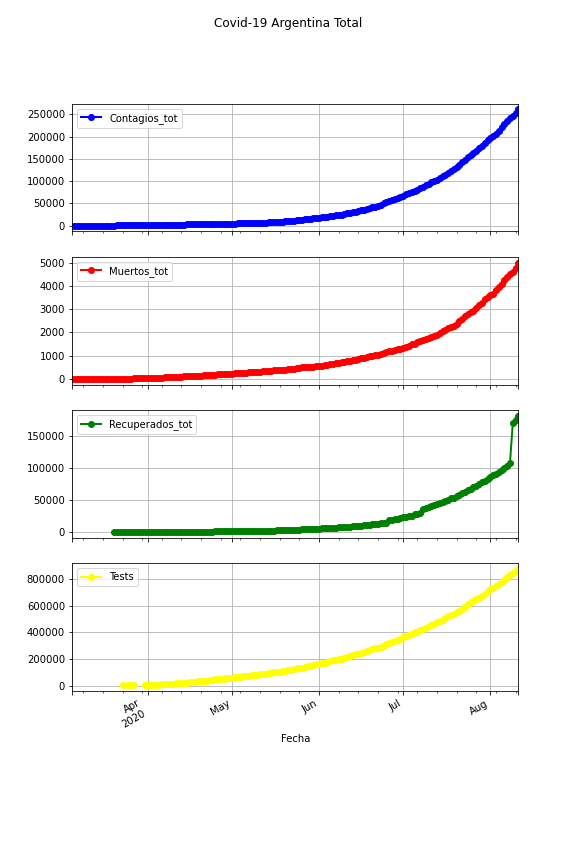 Covid-19 Argentina Total
250000
200000
150000
100000
50000
0
Contagios_tot
5000
4000
3000
2000
1000
0
Muertos_tot
150000
100000
50000
0
Recuperados_tot
800000
600000
400000
200000
0
Tests
Apr
2020
May
Jun
Jul
Aug
Fecha